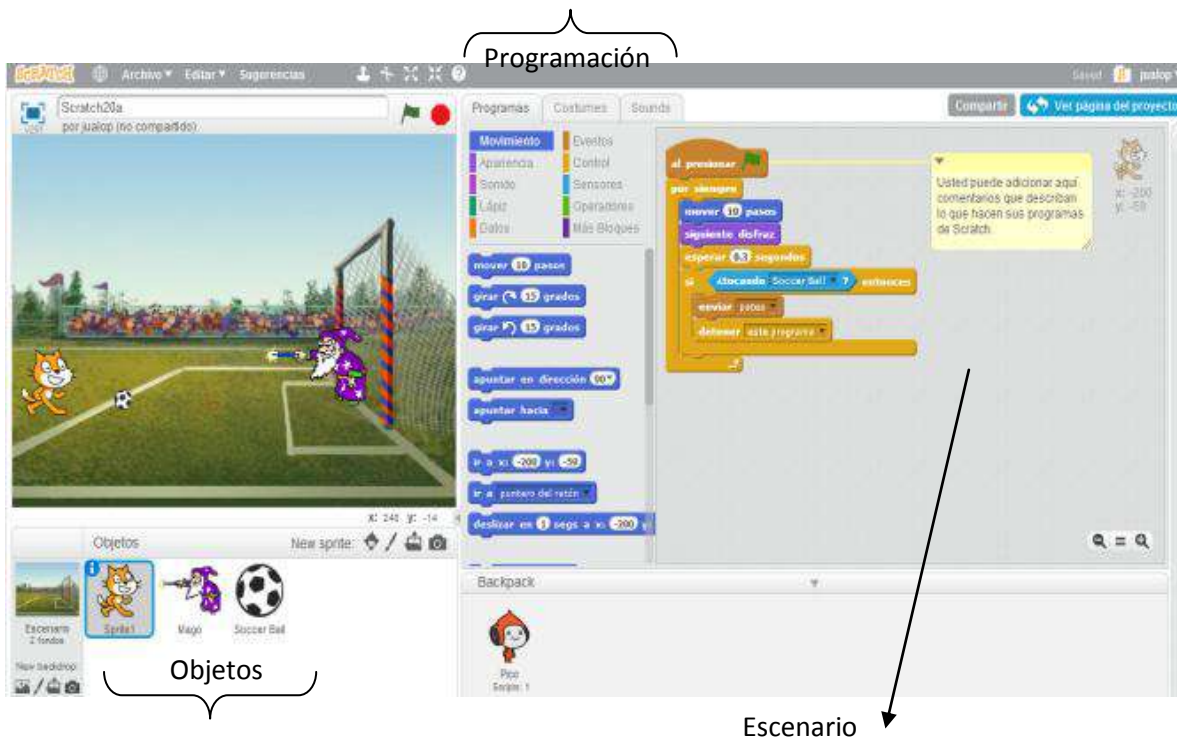 Programación
SCRATCH Archivo Editar Sugerencias
Saved jualop
Scratch20a
por jualop (no compartido)
Programas Costumes Sounds
Compartir Ver página del proyecto
Movimiento Eventos
Apariencia Control
Sonido Sensores
Lápiz Operadores
Datos Más Bloques
mover 10 pasos
girar 15 grados
girar 15 grados
apuntar en dirección 90
apuntar hacia
ir a x: -200 y: -59
ir a puntero del ratón
deslizar en 1 segs a x: -200 y
al presionar
por siempre
mover 10 pasos
siguiente disfraz
esperar 0.3 segundos
si ¿tocando Soccer Ball ? entonces
enviar
detener este programa
Usted puede adicionar aquí
comentarios que describan
lo que hacen sus programas
de Scratch.
x: -200
y: -59
x: 240 y: -14
Objetos New sprite:
Escenario
2 fondos
Sprite1 Mago Soccer Ball
New backdrop
Objetos
Backpack
Pico
Scripts: 1
Escenario